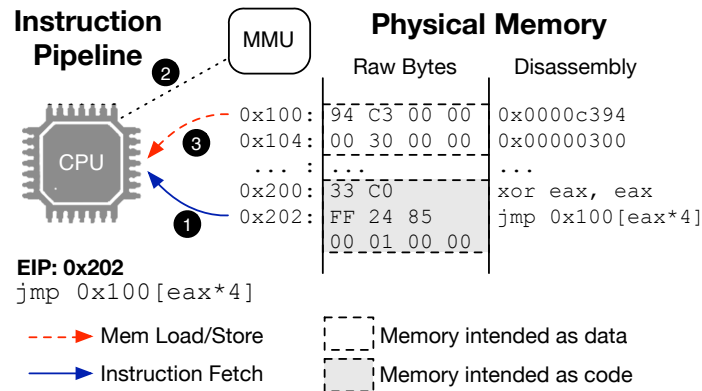 Instruction Pipeline
MMU
Physical Memory
Raw Bytes
Disassembly
2
0x100: 94 C3 00 00 0x0000c394
0x104: 00 30 00 00 0x00000300
... : ... ...
0x200: 33 C0 xor eax, eax
0x202: FF 24 85 jmp 0x100[eax*4]
00 01 00 00
CPU
3
1
EIP: 0x202
jmp 0x100[eax*4]
Mem Load/Store
Memory intended as data
Instruction Fetch
Memory intended as code